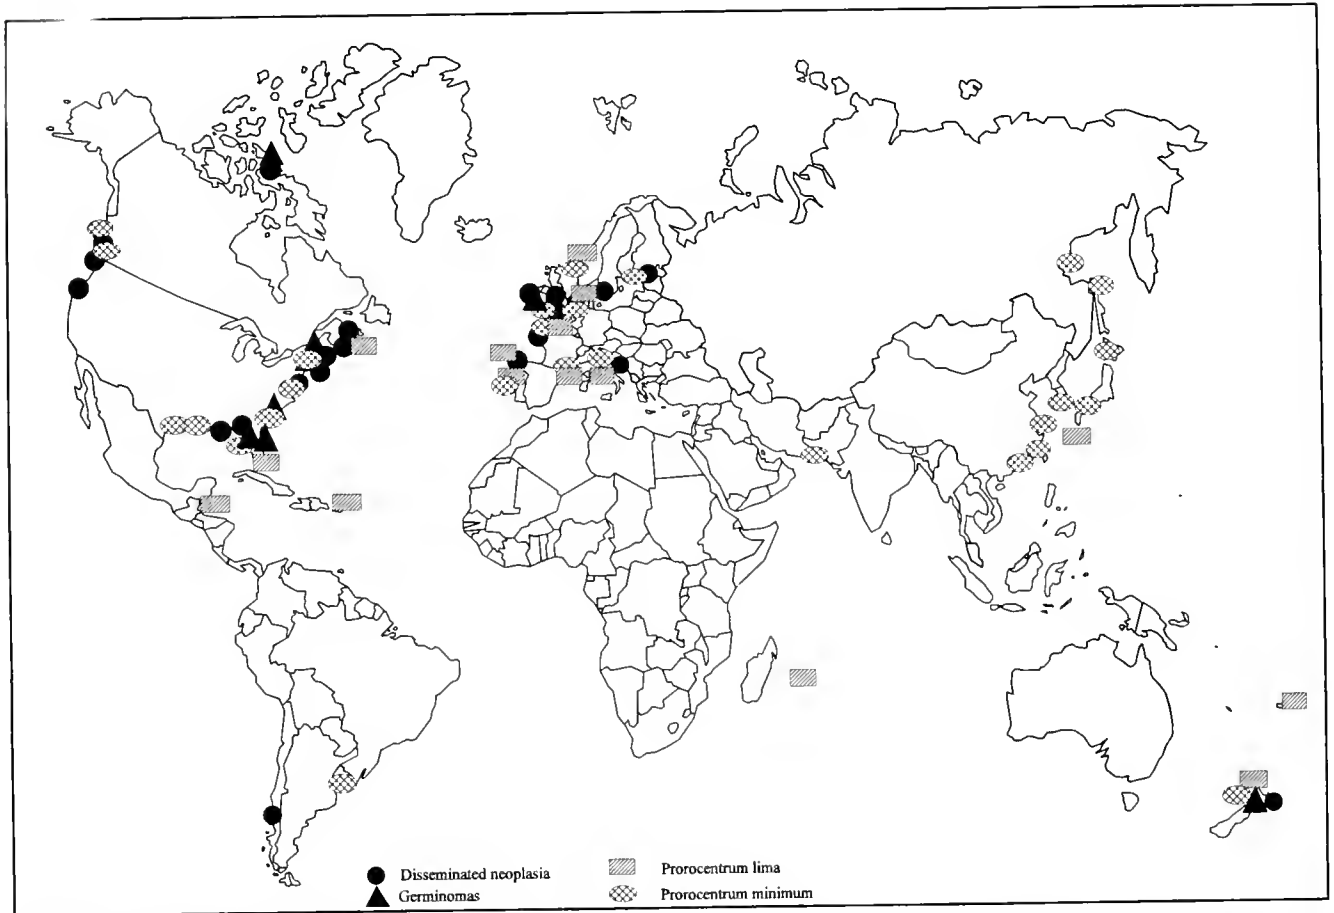 Disseminated neoplasia
Germinomas
Prorocentrum lima
Prorocentrum minimum